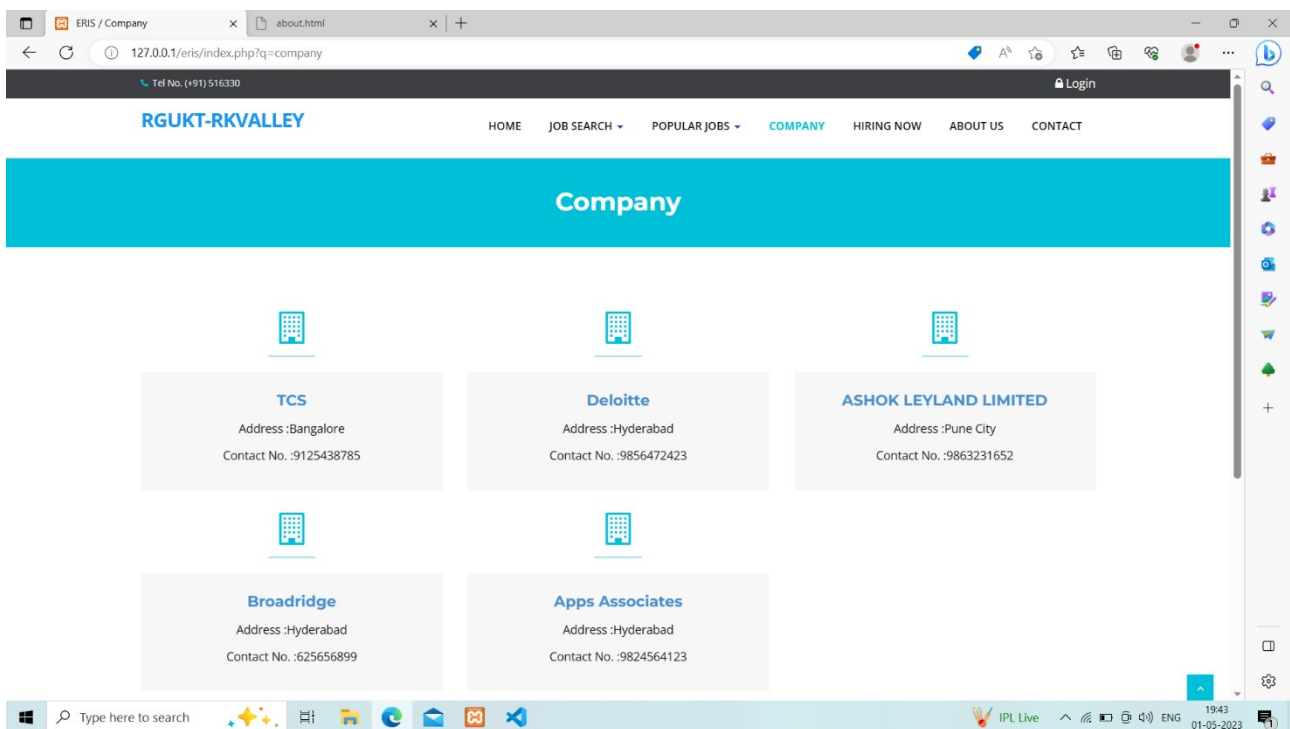 ERIS / Company
about.html
127.0.0.1/eris/index.php?q=company
Tel No. (+91) 516330
Login
RGUKT-RKVALLEY
HOME JOB SEARCH POPULAR JOBS COMPANY HIRING NOW ABOUT US CONTACT
Company
TCS
Address :Bangalore
Contact No. :9125438785
Deloitte
Address :Hyderabad
Contact No. :9856472423
ASHOK LEYLAND LIMITED
Address :Pune City
Contact No. :9863231652
Broadridge
Address :Hyderabad
Contact No. :625656899
Apps Associates
Address :Hyderabad
Contact No. :9824564123
Type here to search
IPL Live
ENG
19:43
01-05-2023